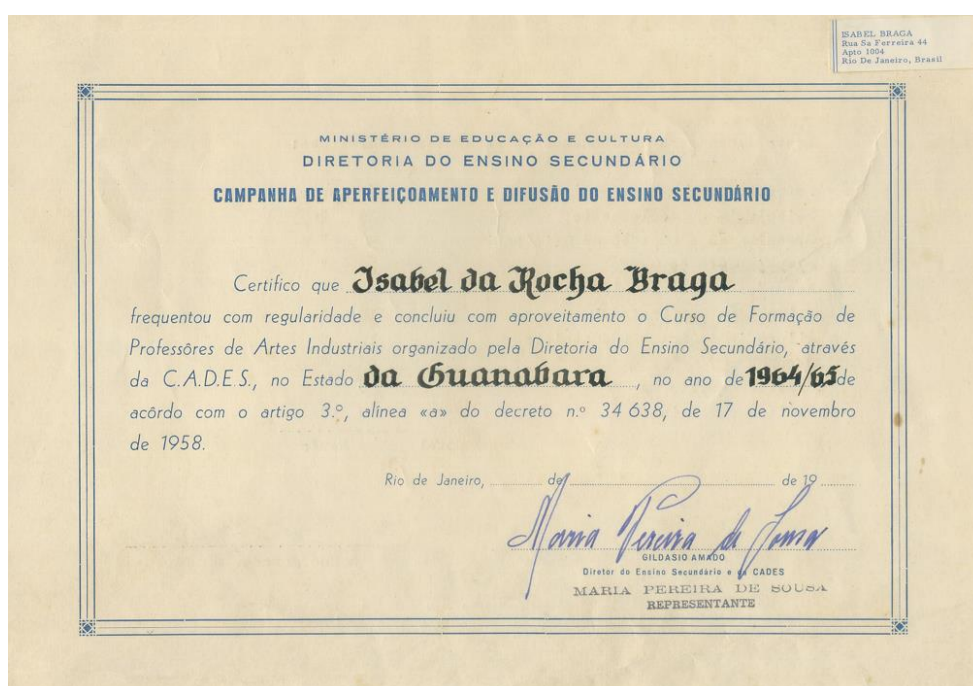 ISABEL BRAGA
Rua Sa Ferreira 44
Apto 1004
Rio De Janeiro, Brasil
MINISTÉRIO DE EDUCAÇÃO E CULTURA
DIRETORIA DO ENSINO SECUNDÁRIO
CAMPANHA DE APERFEIÇOAMENTO E DIFUSÃO DO ENSINO SECUNDÁRIO
Certifico que Isabel da Rocha Braga
frequentou com regularidade e concluiu com aproveitamento o Curso de Formação de
Professôres de Artes Industriais organizado pela Diretoria do Ensino Secundário, através
da C.A.D.E.S., no Estado da Guanabara, no ano de 1964/65 de
acôrdo com o artigo 3.º, alinea «a» do decreto n.º 34 638, de 17 de novembro
de 1958.
Rio de Janeiro, de de 19
Maria Pereira de Sousa
GILDASIO AMADO
Diretor do Ensino Secundário e da CADES
MARIA PEREIRA DE SOUSA
REPRESENTANTE